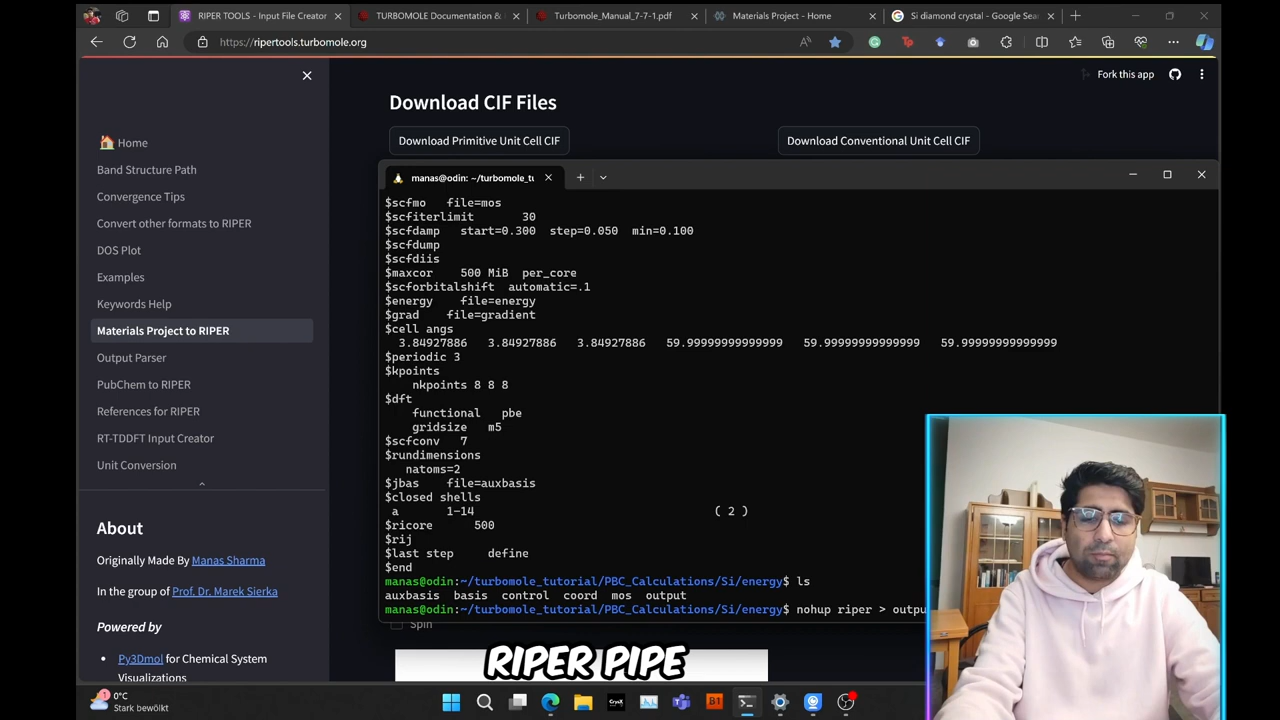 RIPER TOOLS - Input File Creator
TURBOMOLE Documentation &
Turbomole_Manual_7-7-1.pdf
Materials Project - Home
Si diamond crystal - Google Sea
https://ripertools.turbomole.org
Fork this app
Home
Band Structure Path
Convergence Tips
Convert other formats to RIPER
DOS Plot
Examples
Keywords Help
Materials Project to RIPER
Output Parser
PubChem to RIPER
References for RIPER
RT-TDDFT Input Creator
Unit Conversion
About
Originally Made By Manas Sharma
In the group of Prof. Dr. Marek Sierka
Powered by
Py3Dmol for Chemical System
Visualizations
Download CIF Files
Download Primitive Unit Cell CIF
Download Conventional Unit Cell CIF
manas@odin: ~/turbomole_tu
$scfmo file=mos
$scfiterlimit 30
$scfdamp start=0.300 step=0.050 min=0.100
$scfdump
$scfdiis
$maxcor 500 MiB per_core
$scforbitalshift automatic=.1
$energy file=energy
$grad file=gradient
$cell angs
3.84927886 3.84927886 3.84927886 59.99999999999999 59.99999999999999 59.99999999999999
$periodic 3
$kpoints
nkpoints 8 8 8
$dft
functional pbe
gridsize m5
$scfconv 7
$rundimensions
natoms=2
$jbas file=auxbasis
$closed shells
a 1-14 ( 2 )
$ricore 500
$rij
$last step define
$end
manas@odin:~/turbomole_tutorial/PBC_Calculations/Si/energy$ ls
auxbasis basis control coord mos output
manas@odin:~/turbomole_tutorial/PBC_Calculations/Si/energy$ nohup riper > outpu
Spin
RIPER PIPE
0°C
Stark bewölkt